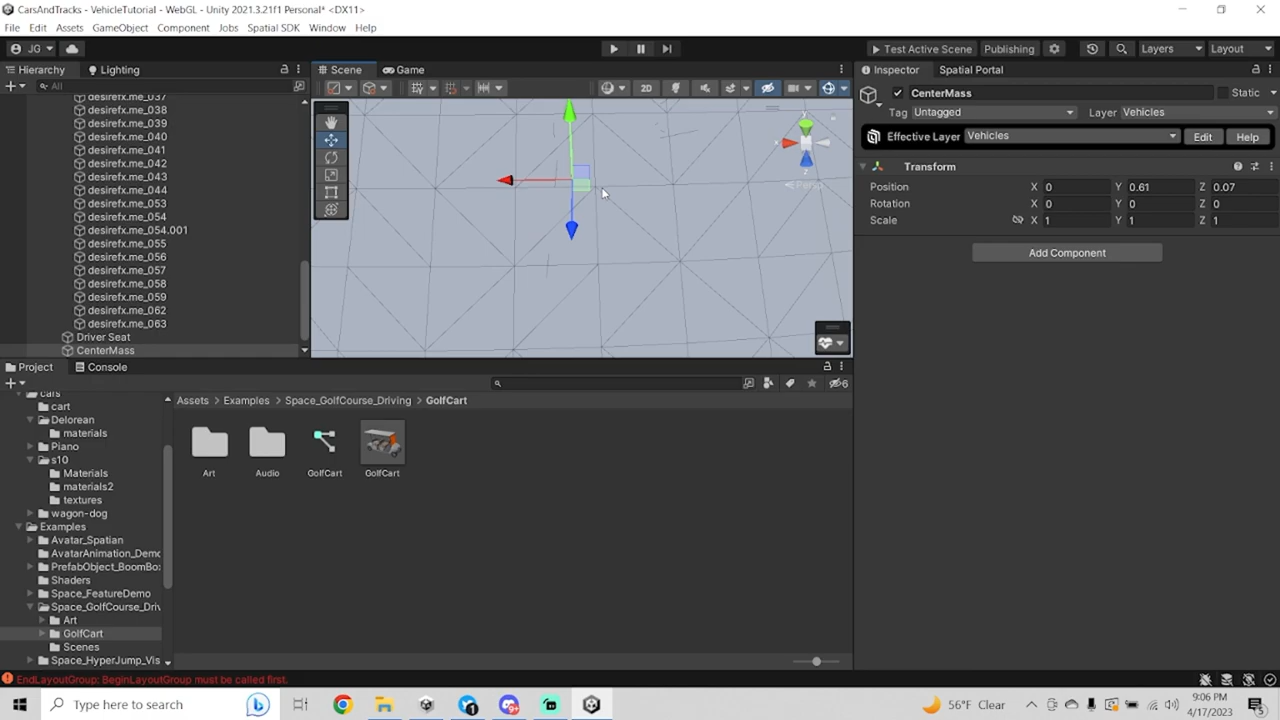 CarsAndTracks - VehicleTutorial - WebGL - Unity 2021.3.21f1 Personal* <DX11>
File Edit Assets GameObject Component Jobs Spatial SDK Window Help
JG Test Active Scene Publishing Layers Layout
Hierarchy Lighting Scene Game Inspector Spatial Portal
All 2D CenterMass Static
desirefx.me_037
desirefx.me_038
desirefx.me_039
desirefx.me_040
desirefx.me_041
desirefx.me_042
desirefx.me_043
desirefx.me_044
desirefx.me_053
desirefx.me_054
desirefx.me_054.001
desirefx.me_055
desirefx.me_056
desirefx.me_057
desirefx.me_058
desirefx.me_059
desirefx.me_062
desirefx.me_063
Driver Seat
CenterMass
y
x
z
Persp
Tag Untagged Layer Vehicles
Effective Layer Vehicles Edit Help
Transform
Position X 0 Y 0.61 Z 0.07
Rotation X 0 Y 0 Z 0
Scale X 1 Y 1 Z 1
Add Component
Project Console
6
cars
cart
Delorean
materials
Piano
s10
Materials
materials2
textures
wagon-dog
Examples
Avatar_Spatian
AvatarAnimation_Demo
PrefabObject_BoomBo
Shaders
Space_FeatureDemo
Space_GolfCourse_Driv
Art
GolfCart
Scenes
Space_HyperJump_Vis
Assets > Examples > Space_GolfCourse_Driving > GolfCart
Art Audio GolfCart GolfCart
EndLayoutGroup: BeginLayoutGroup must be called first.
Type here to search
56°F Clear
9:06 PM
4/17/2023